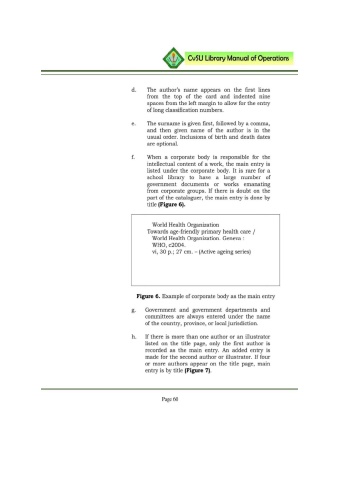 CvSU Library Manual of Operations
d. The author's name appears on the first lines
from the top of the card and indented nine
spaces from the left margin to allow for the entry
of long classification numbers.
e. The surname is given first, followed by a comma,
and then given name of the author is in the
usual order. Inclusions of birth and death dates
are optional.
f. When a corporate body is responsible for the
intellectual content of a work, the main entry is
listed under the corporate body. It is rare for a
school library to have a large number of
government documents or works emanating
from corporate groups. If there is doubt on the
part of the cataloguer, the main entry is done by
title (Figure 6).
World Health Organization
Towards age-friendly primary health care /
World Health Organization. Geneva :
WHO, c2004.
vi, 30 p.; 27 cm. – (Active ageing series)
Figure 6. Example of corporate body as the main entry
g. Government and government departments and
committees are always entered under the name
of the country, province, or local jurisdiction.
h. If there is more than one author or an illustrator
listed on the title page, only the first author is
recorded as the main entry. An added entry is
made for the second author or illustrator. If four
or more authors appear on the title page, main
entry is by title (Figure 7).
Page 68